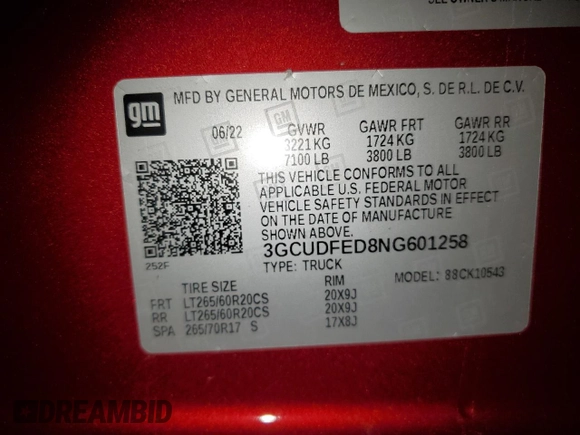 SEE OWNER'S MANUAL
gm
MFD BY GENERAL MOTORS DE MEXICO, S. DE R.L. DE C.V.
06/22 GVWR GAWR FRT GAWR RR
3221 KG 1724 KG 1724 KG
7100 LB 3800 LB 3800 LB
THIS VEHICLE CONFORMS TO ALL
APPLICABLE U.S. FEDERAL MOTOR
VEHICLE SAFETY STANDARDS IN EFFECT
ON THE DATE OF MANUFACTURE
SHOWN ABOVE.
3GCUDFED8NG601258
252F
TYPE: TRUCK
MODEL: 88CK10543
TIRE SIZE RIM
FRT LT265/60R20CS 20X9J
RR LT265/60R20CS 20X9J
SPA 265/70R17 S 17X8J
DREAMBID